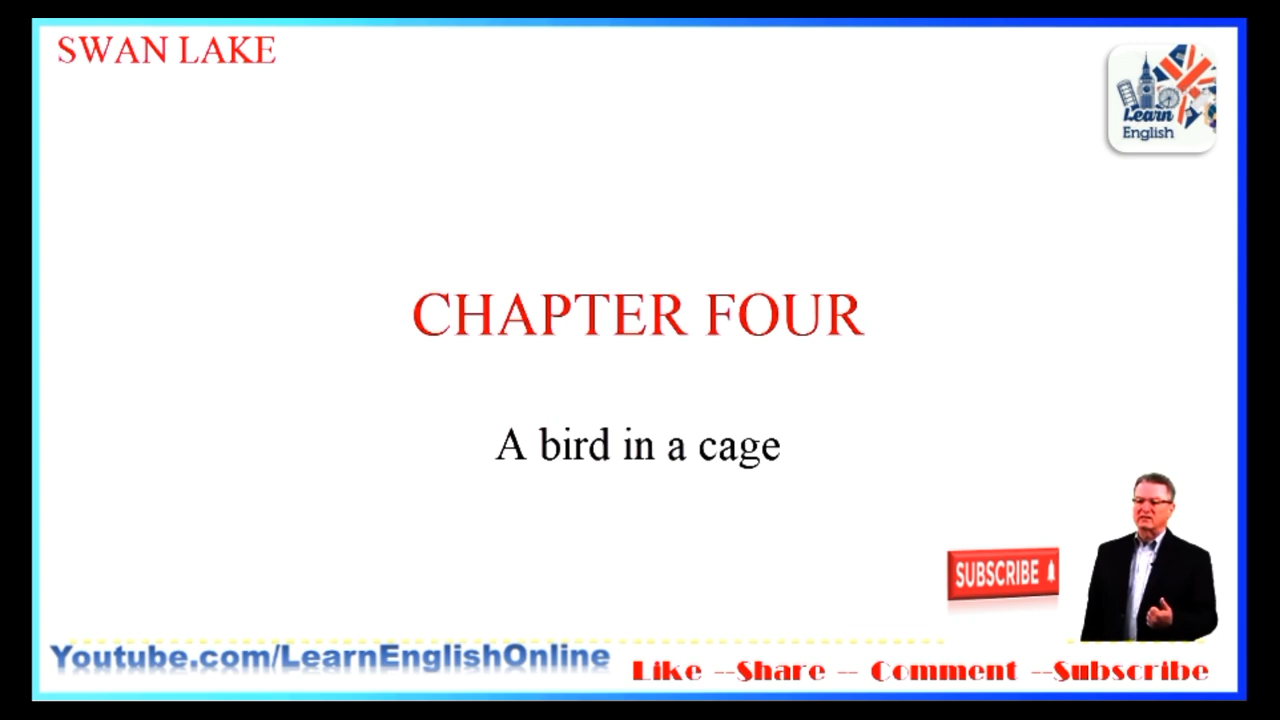 SWAN LAKE
Learn
English
CHAPTER FOUR
A bird in a cage
SUBSCRIBE
Youtube.com/LearnEnglishOnline
Like --Share -- Comment --Subscribe